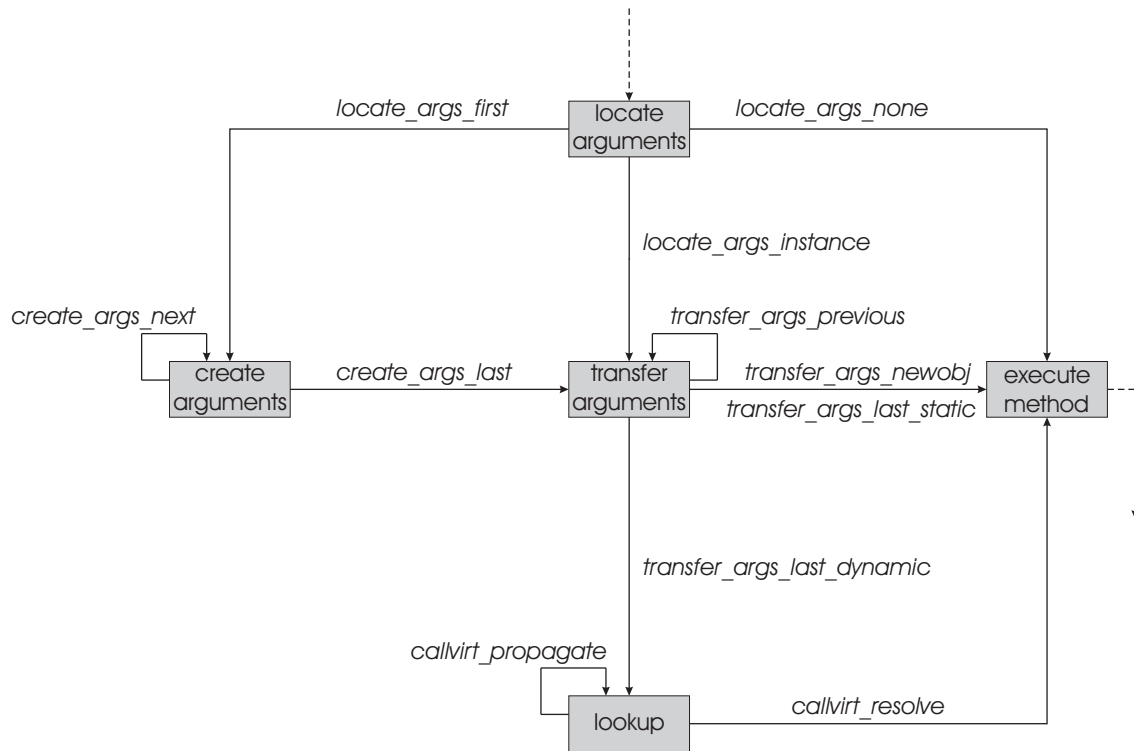 locate_args_first
locate
arguments
locate_args_none
locate_args_instance
create_args_next
transfer_args_previous
create
arguments
create_args_last
transfer
arguments
transfer_args_newobj
transfer_args_last_static
execute
method
transfer_args_last_dynamic
callvirt_propagate
lookup
callvirt_resolve